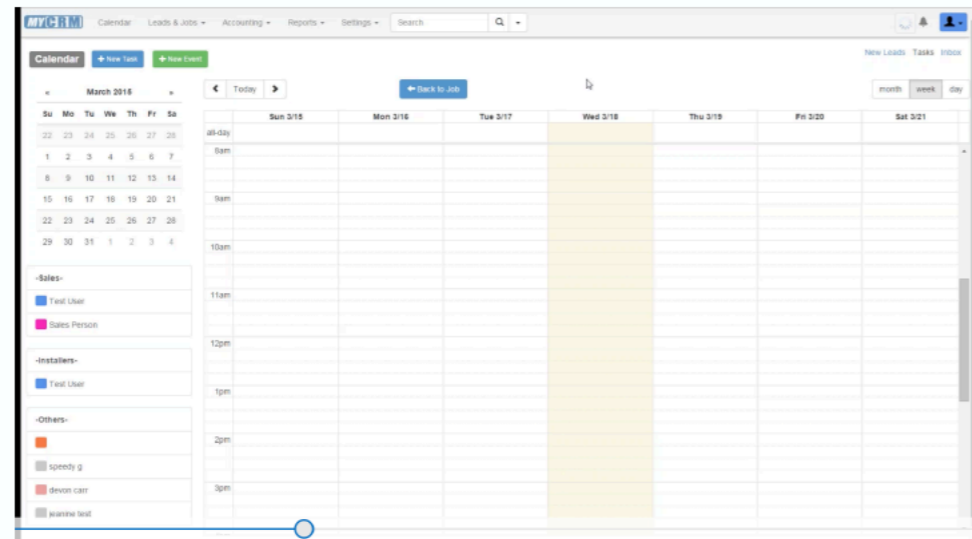 MYCRM Calendar Leads & Jobs Accounting Reports Settings Search
Calendar + New Task + New Event New Leads Tasks Inbox
« March 2015 » Today Back to Job month week day
Su Mo Tu We Th Fr Sa
22 23 24 25 26 27 28
1 2 3 4 5 6 7
8 9 10 11 12 13 14
15 16 17 18 19 20 21
22 23 24 25 26 27 28
29 30 31 1 2 3 4
-Sales-
Test User
Sales Person
-Installers-
Test User
-Others-
speedy g
devon carr
jeanine test
Sun 3/15 Mon 3/16 Tue 3/17 Wed 3/18 Thu 3/19 Fri 3/20 Sat 3/21
all-day
8am
9am
10am
11am
12pm
1pm
2pm
3pm